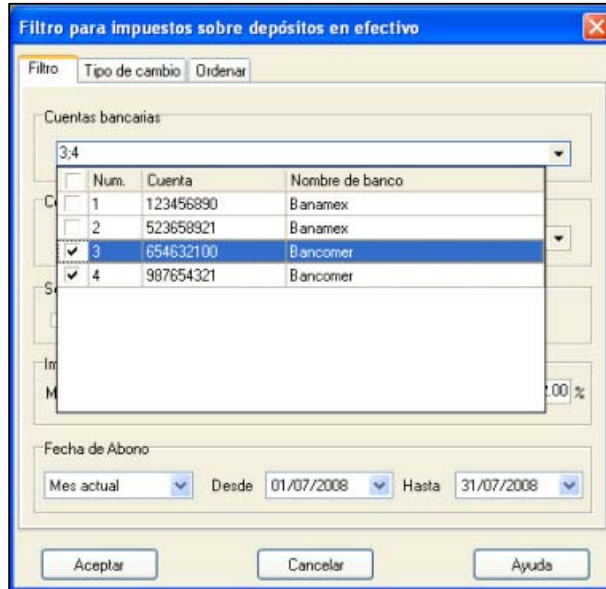 Filtro para impuestos sobre depósitos en efectivo
Filtro Tipo de cambio Ordenar
Cuentas bancarias
3;4
Num. Cuenta Nombre de banco
1 123456890 Banamex
2 523658921 Banamex
3 654632100 Bancomer
4 987654321 Bancomer
.00 %
Fecha de Abono
Mes actual Desde 01/07/2008 Hasta 31/07/2008
Aceptar Cancelar Ayuda